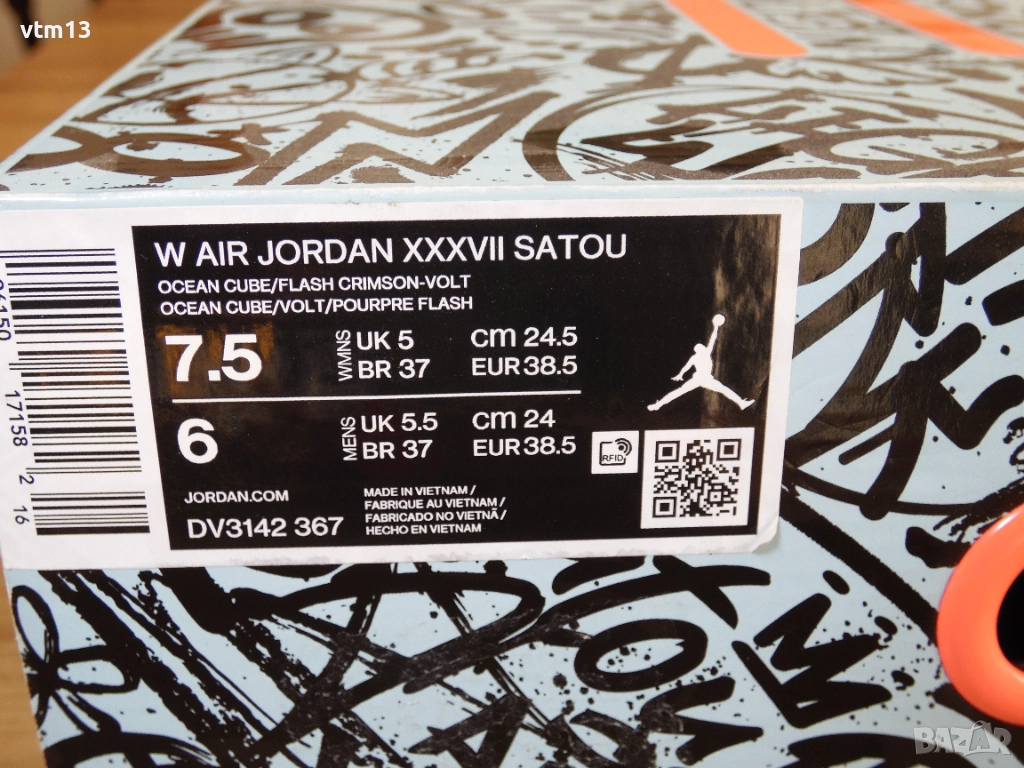 vtm13
W AIR JORDAN XXXVII SATOU
OCEAN CUBE/FLASH CRIMSON-VOLT
OCEAN CUBE/VOLT/POURPRE FLASH
7.5 WMNS UK 5 cm 24.5
BR 37 EUR 38.5
6 MENS UK 5.5 cm 24
BR 37 EUR 38.5
RFID
JORDAN.COM
DV3142 367
MADE IN VIETNAM /
FABRIQUE AU VIETNAM /
FABRICADO NO VIETNÃ /
HECHO EN VIETNAM
17158 2 16
BAZAR